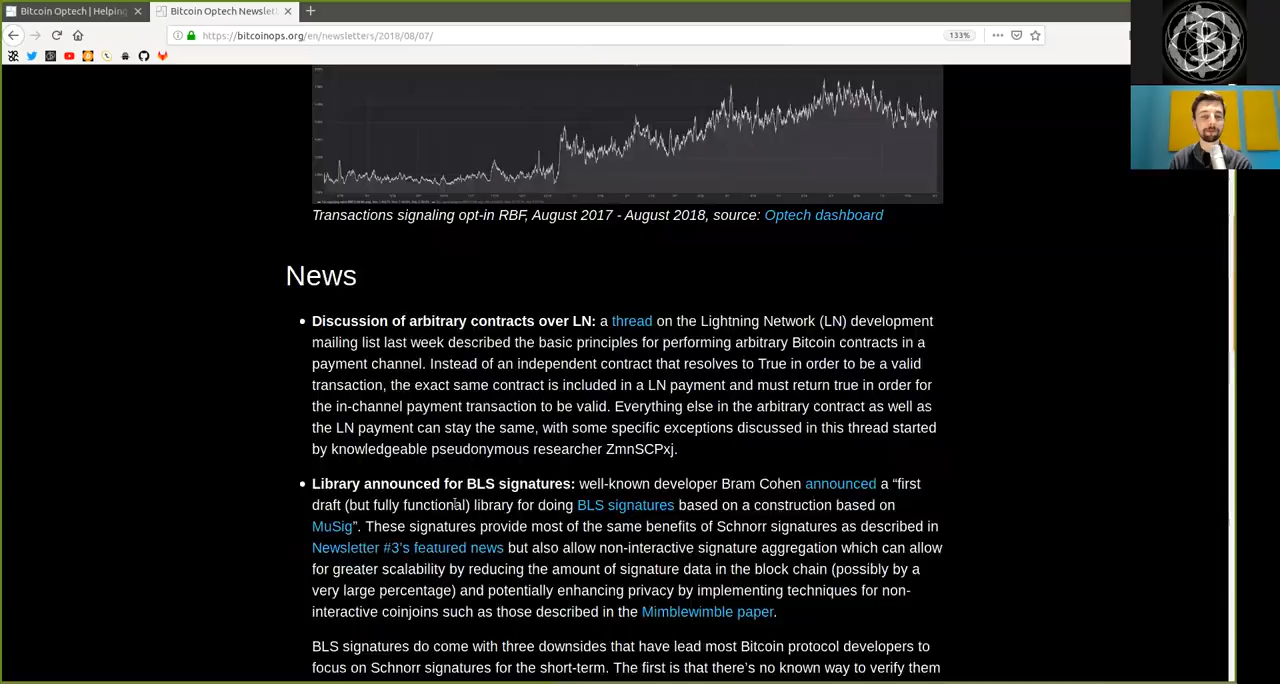 Bitcoin Optech | Helping
Bitcoin Optech Newslet
https://bitcoinops.org/en/newsletters/2018/08/07/
133%
Transactions signaling opt-in RBF, August 2017 - August 2018, source: Optech dashboard
News
Discussion of arbitrary contracts over LN: a thread on the Lightning Network (LN) development
mailing list last week described the basic principles for performing arbitrary Bitcoin contracts in a
payment channel. Instead of an independent contract that resolves to True in order to be a valid
transaction, the exact same contract is included in a LN payment and must return true in order for
the in-channel payment transaction to be valid. Everything else in the arbitrary contract as well as
the LN payment can stay the same, with some specific exceptions discussed in this thread started
by knowledgeable pseudonymous researcher ZmnSCPxj.
Library announced for BLS signatures: well-known developer Bram Cohen announced a “first
draft (but fully functional) library for doing BLS signatures based on a construction based on
MuSig”. These signatures provide most of the same benefits of Schnorr signatures as described in
Newsletter #3’s featured news but also allow non-interactive signature aggregation which can allow
for greater scalability by reducing the amount of signature data in the block chain (possibly by a
very large percentage) and potentially enhancing privacy by implementing techniques for non-
interactive coinjoins such as those described in the Mimblewimble paper.
BLS signatures do come with three downsides that have lead most Bitcoin protocol developers to
focus on Schnorr signatures for the short-term. The first is that there’s no known way to verify them